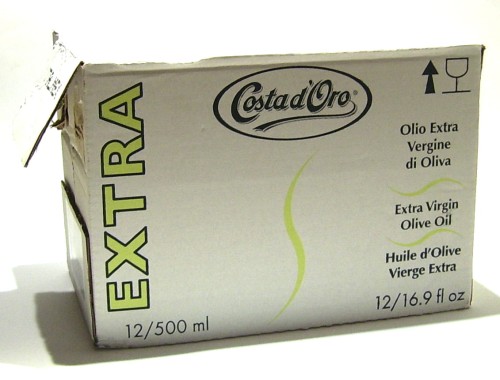 EXTRA
Costa d'Oro®
Olio Extra
Vergine
di Oliva
Extra Virgin
Olive Oil
Huile d'Olive
Vierge Extra
12/500 ml
12/16.9 fl oz